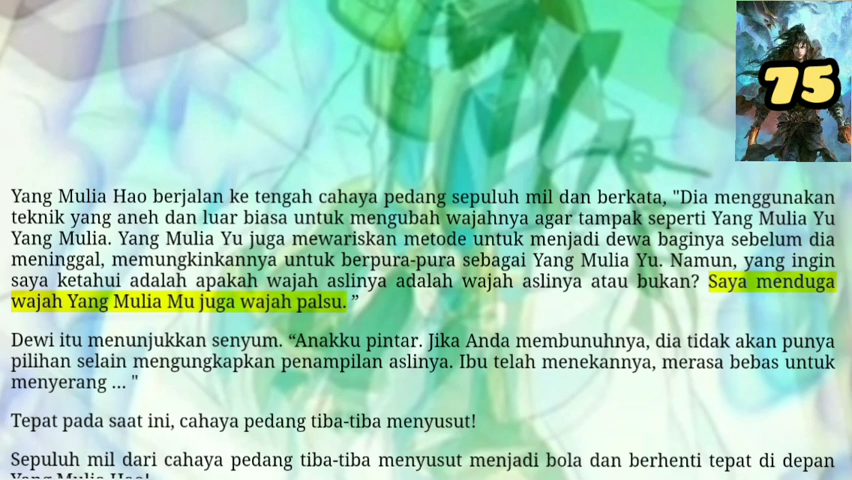 75
Yang Mulia Hao berjalan ke tengah cahaya pedang sepuluh mil dan berkata, "Dia menggunakan
teknik yang aneh dan luar biasa untuk mengubah wajahnya agar tampak seperti Yang Mulia Yu
Yang Mulia. Yang Mulia Yu juga mewariskan metode untuk menjadi dewa baginya sebelum dia
meninggal, memungkinkannya untuk berpura-pura sebagai Yang Mulia Yu. Namun, yang ingin
saya ketahui adalah apakah wajah aslinya adalah wajah aslinya atau bukan? Saya menduga
wajah Yang Mulia Mu juga wajah palsu. ”
Dewi itu menunjukkan senyum. “Anakku pintar. Jika Anda membunuhnya, dia tidak akan punya
pilihan selain mengungkapkan penampilan aslinya. Ibu telah menekannya, merasa bebas untuk
menyerang ... "
Tepat pada saat ini, cahaya pedang tiba-tiba menyusut!
Sepuluh mil dari cahaya pedang tiba-tiba menyusut menjadi bola dan berhenti tepat di depan
Yang Mulia Hao!